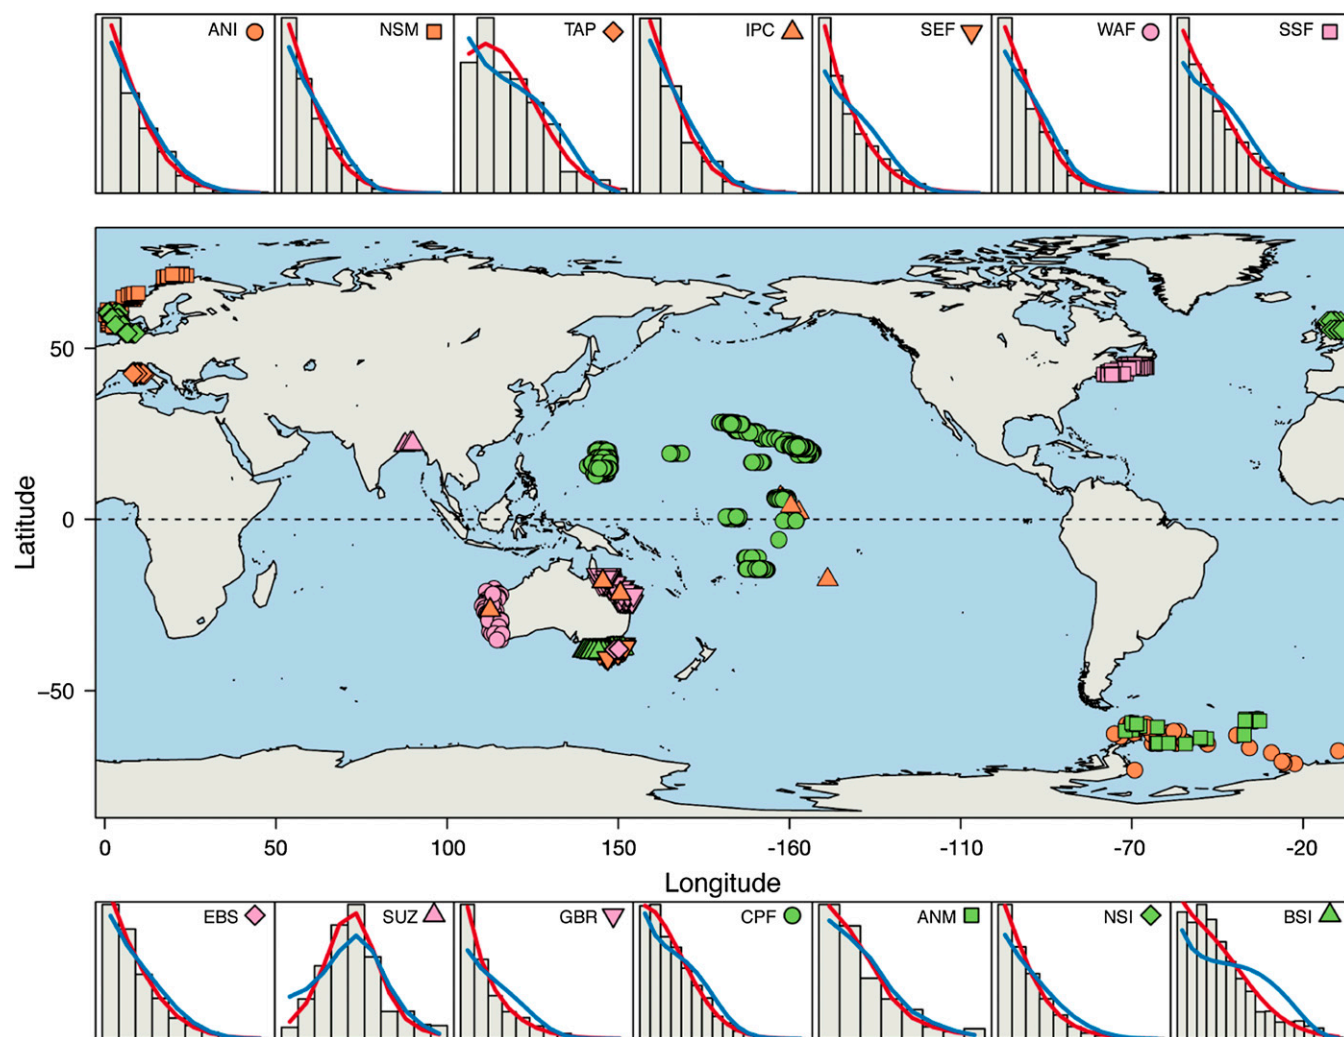 ANI
NSM
TAP
IPC
SEF
WAF
SSF
Latitude
50
0
−50
0
50
100
150
-160
-110
-70
-20
Longitude
EBS
SUZ
GBR
CPF
ANM
NSI
BSI